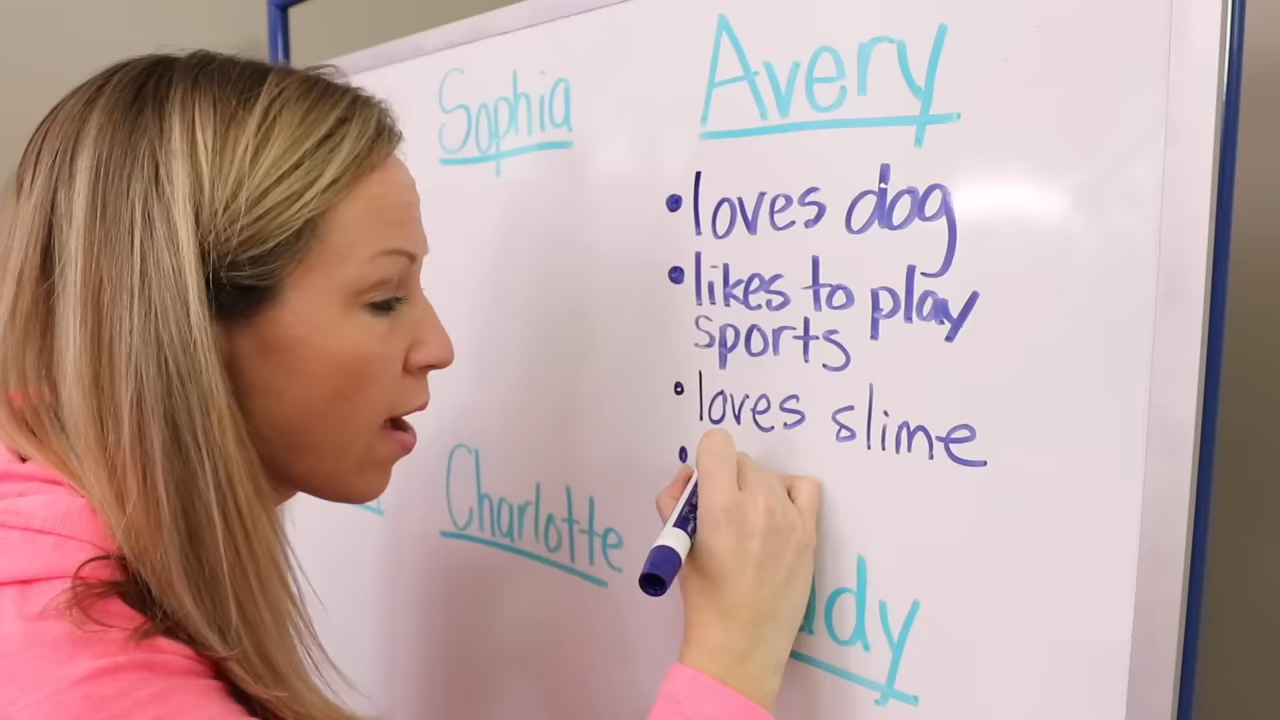 Sophia
Avery
• loves dog
• likes to play
sports
• loves slime
•
Charlotte